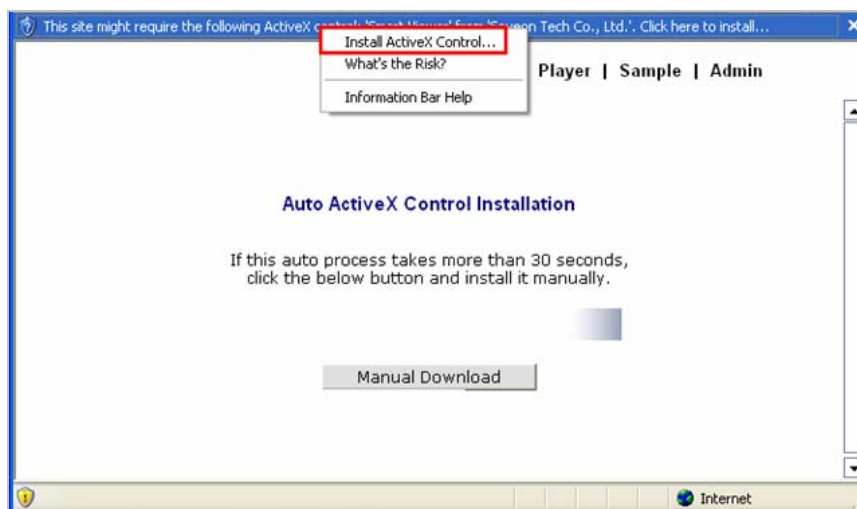 This site might require the following ActiveX control: 'Smart Viewer' from 'Seyeon Tech Co., Ltd.'. Click here to install...
Install ActiveX Control...
What's the Risk?
Information Bar Help
Player | Sample | Admin
Auto ActiveX Control Installation
If this auto process takes more than 30 seconds,
click the below button and install it manually.
Manual Download
Internet